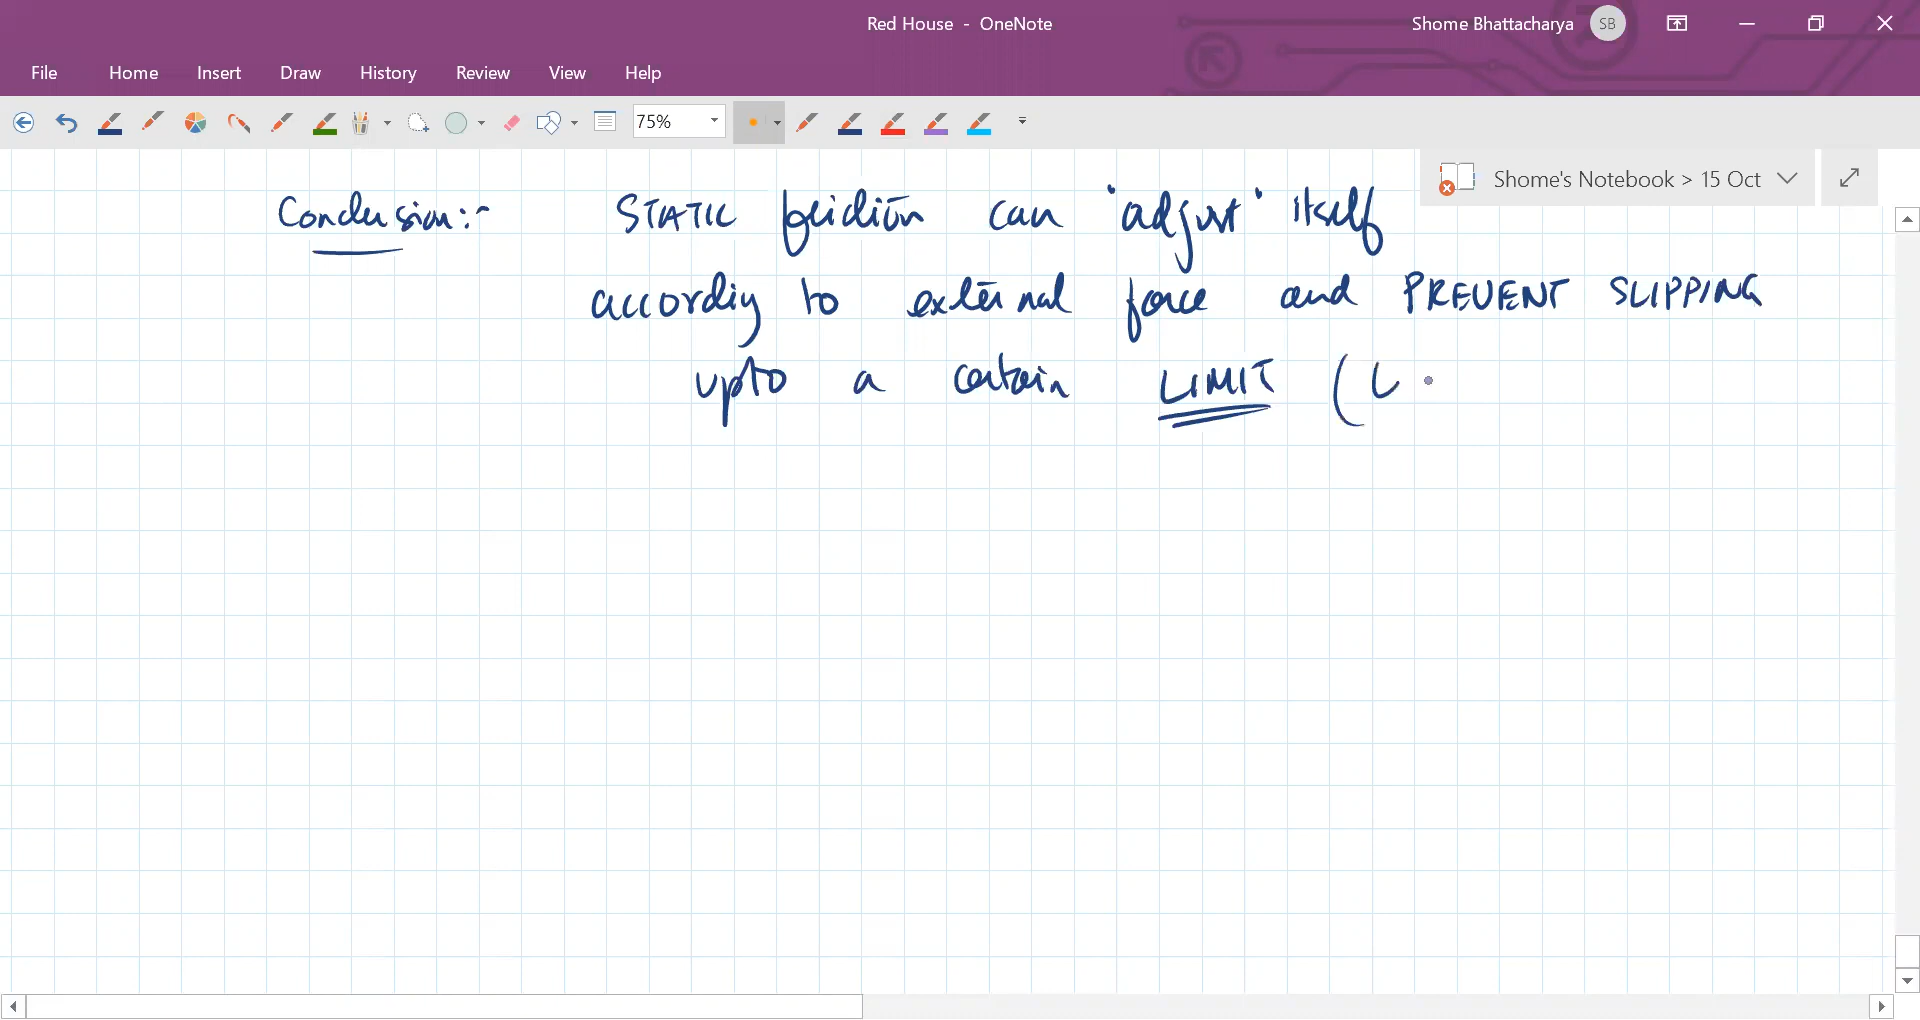 Red House - OneNote
Shome Bhattacharya SB
File Home Insert Draw History Review View Help
75%
Shome's Notebook > 15 Oct
Conclusion:- STATIC friction can 'adjust' itself
according to external force and PREVENT SLIPPING
upto a certain LIMIT (L